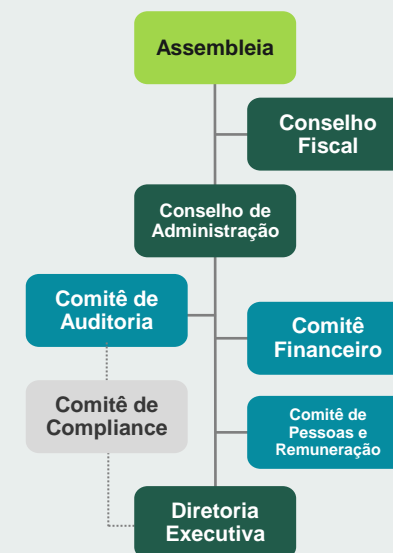 Assembleia
Conselho
Fiscal
Conselho de
Administração
Comitê de
Auditoria
Comitê
Financeiro
Comitê de
Compliance
Comitê de
Pessoas e
Remuneração
Diretoria
Executiva